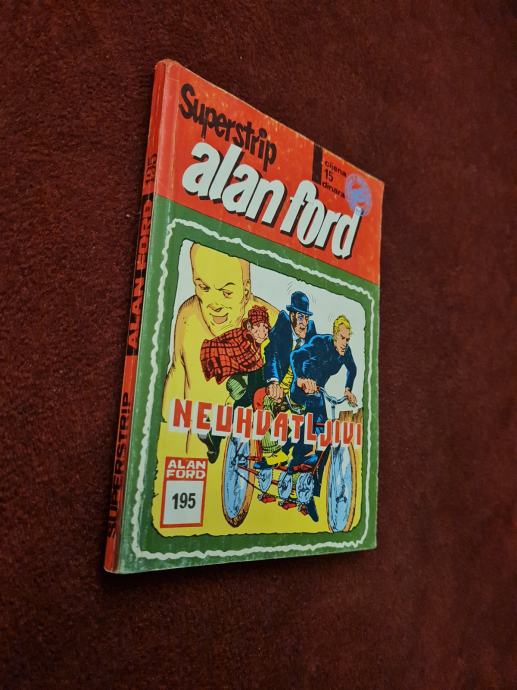 Superstrip
alan ford
cijena
15
dinara
NEUHVATLJIVI
ALAN
FORD
195
SUPERSTRIP ALAN FORD 195